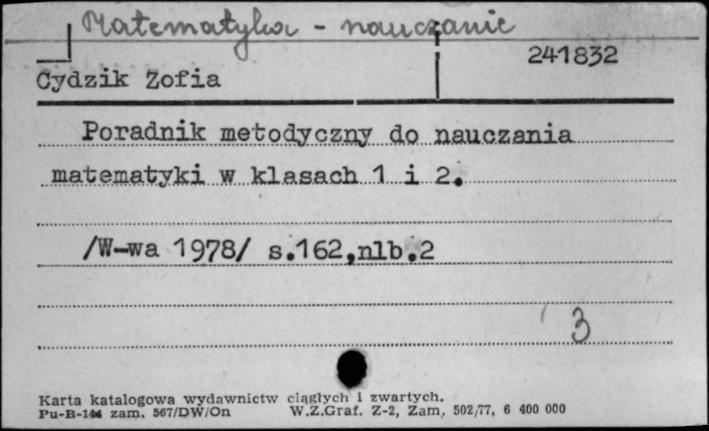 Matematyka - nauczanie
241832
Cydzik Zofia
Poradnik metodyczny do nauczania
matematyki w klasach 1 i 2.
/W-wa 1978/ s.162,nlb.2
3
Karta katalogowa wydawnictw ciągłych i zwartych.
Pu-B-144 zam. 567/DW/On W.Z.Graf. Z-2, Zam. 502/77, 6 400 000